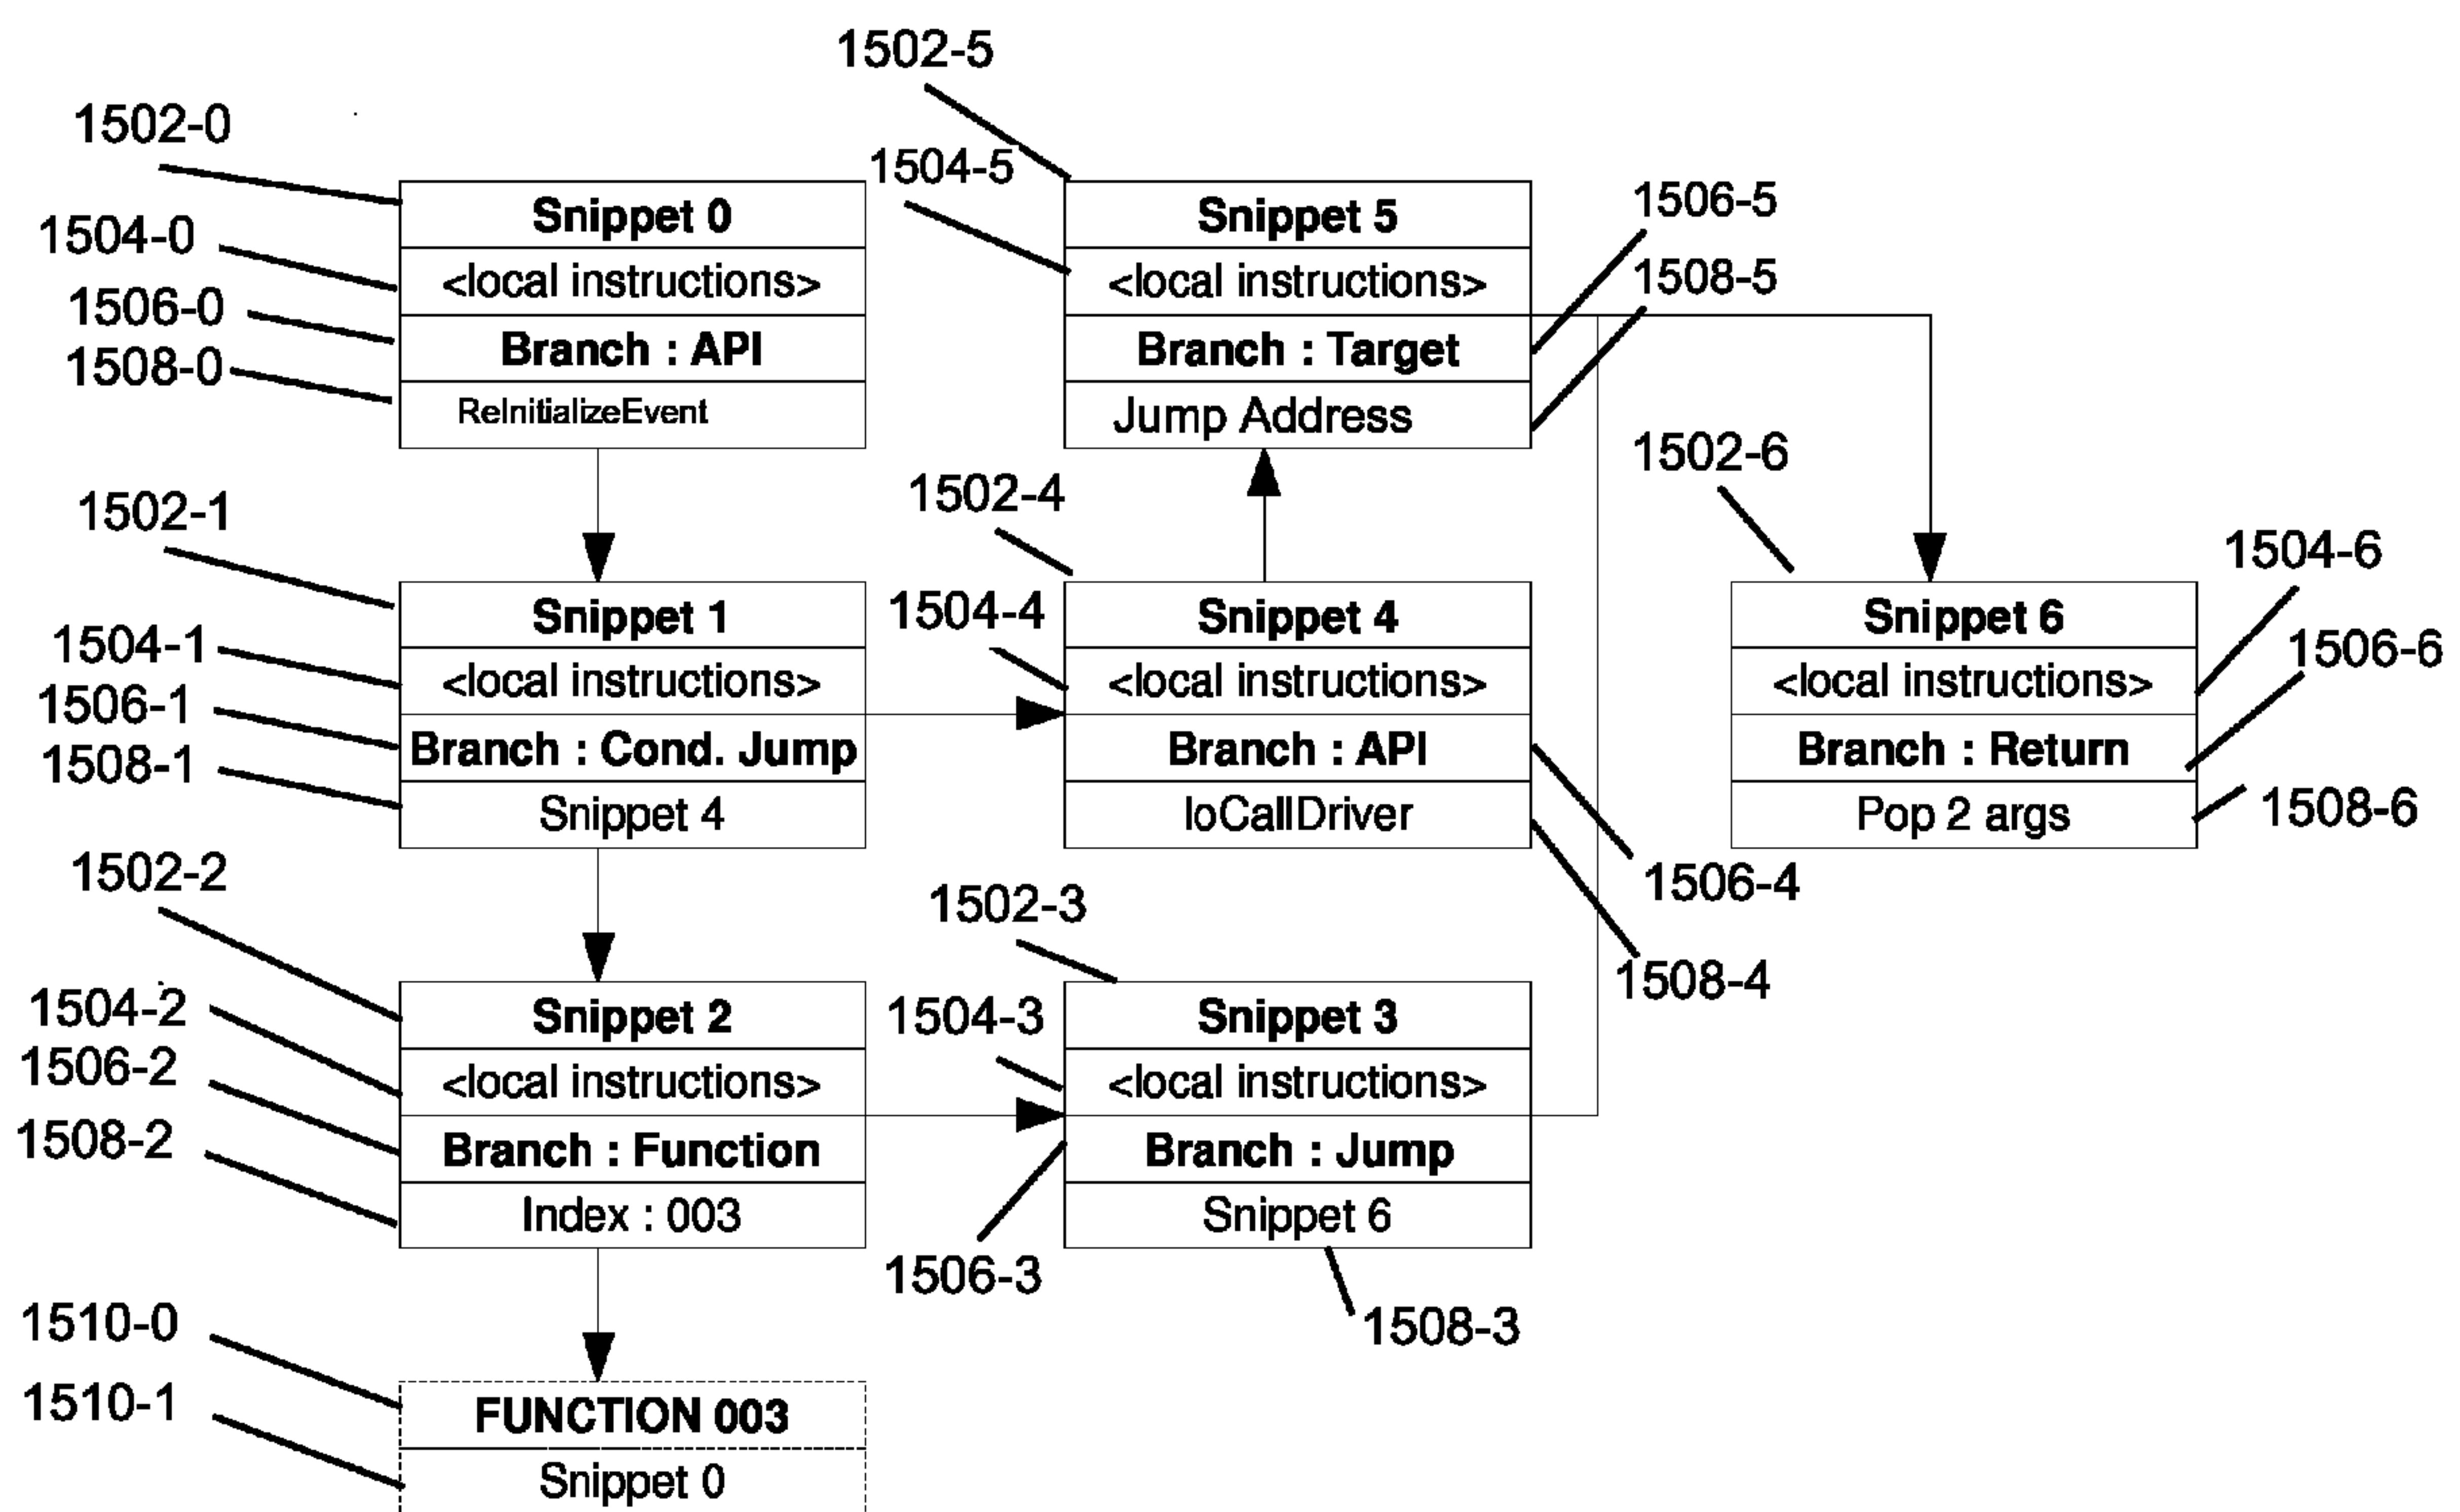 1502-5
1502-0
1504-5
Snippet 0
Snippet 5
1506-5
1504-0
<local instructions>
<local instructions>
1508-5
1506-0
Branch : API
Branch : Target
1508-0
ReInitializeEvent
Jump Address
1502-6
1502-1
1502-4
1504-6
1504-4
Snippet 1
Snippet 4
Snippet 6
1504-1
<local instructions>
<local instructions>
<local instructions>
1506-6
1506-1
Branch : Cond. Jump
Branch : API
Branch : Return
1508-1
Snippet 4
IoCallDriver
Pop 2 args
1508-6
1502-2
1506-4
1502-3
1508-4
1504-2
Snippet 2
1504-3
Snippet 3
1506-2
<local instructions>
<local instructions>
1508-2
Branch : Function
Branch : Jump
Index : 003
Snippet 6
1506-3
1510-0
1508-3
1510-1
FUNCTION 003
Snippet 0